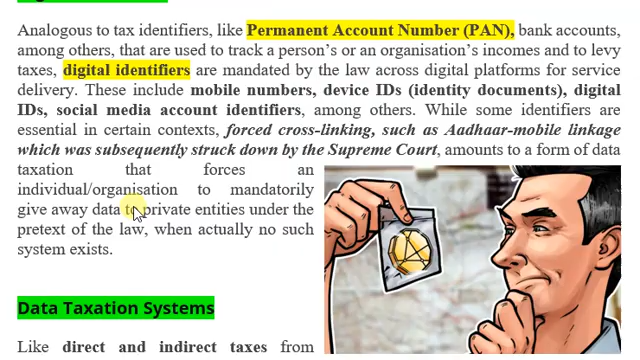 Analogous to tax identifiers, like Permanent Account Number (PAN), bank accounts,
among others, that are used to track a person's or an organisation's incomes and to levy
taxes, digital identifiers are mandated by the law across digital platforms for service
delivery. These include mobile numbers, device IDs (identity documents), digital
IDs, social media account identifiers, among others. While some identifiers are
essential in certain contexts, forced cross-linking, such as Aadhaar-mobile linkage
which was subsequently struck down by the Supreme Court, amounts to a form of data
taxation that forces an
individual/organisation to mandatorily
give away data to private entities under the
pretext of the law, when actually no such
system exists.
Data Taxation Systems
Like direct and indirect taxes from